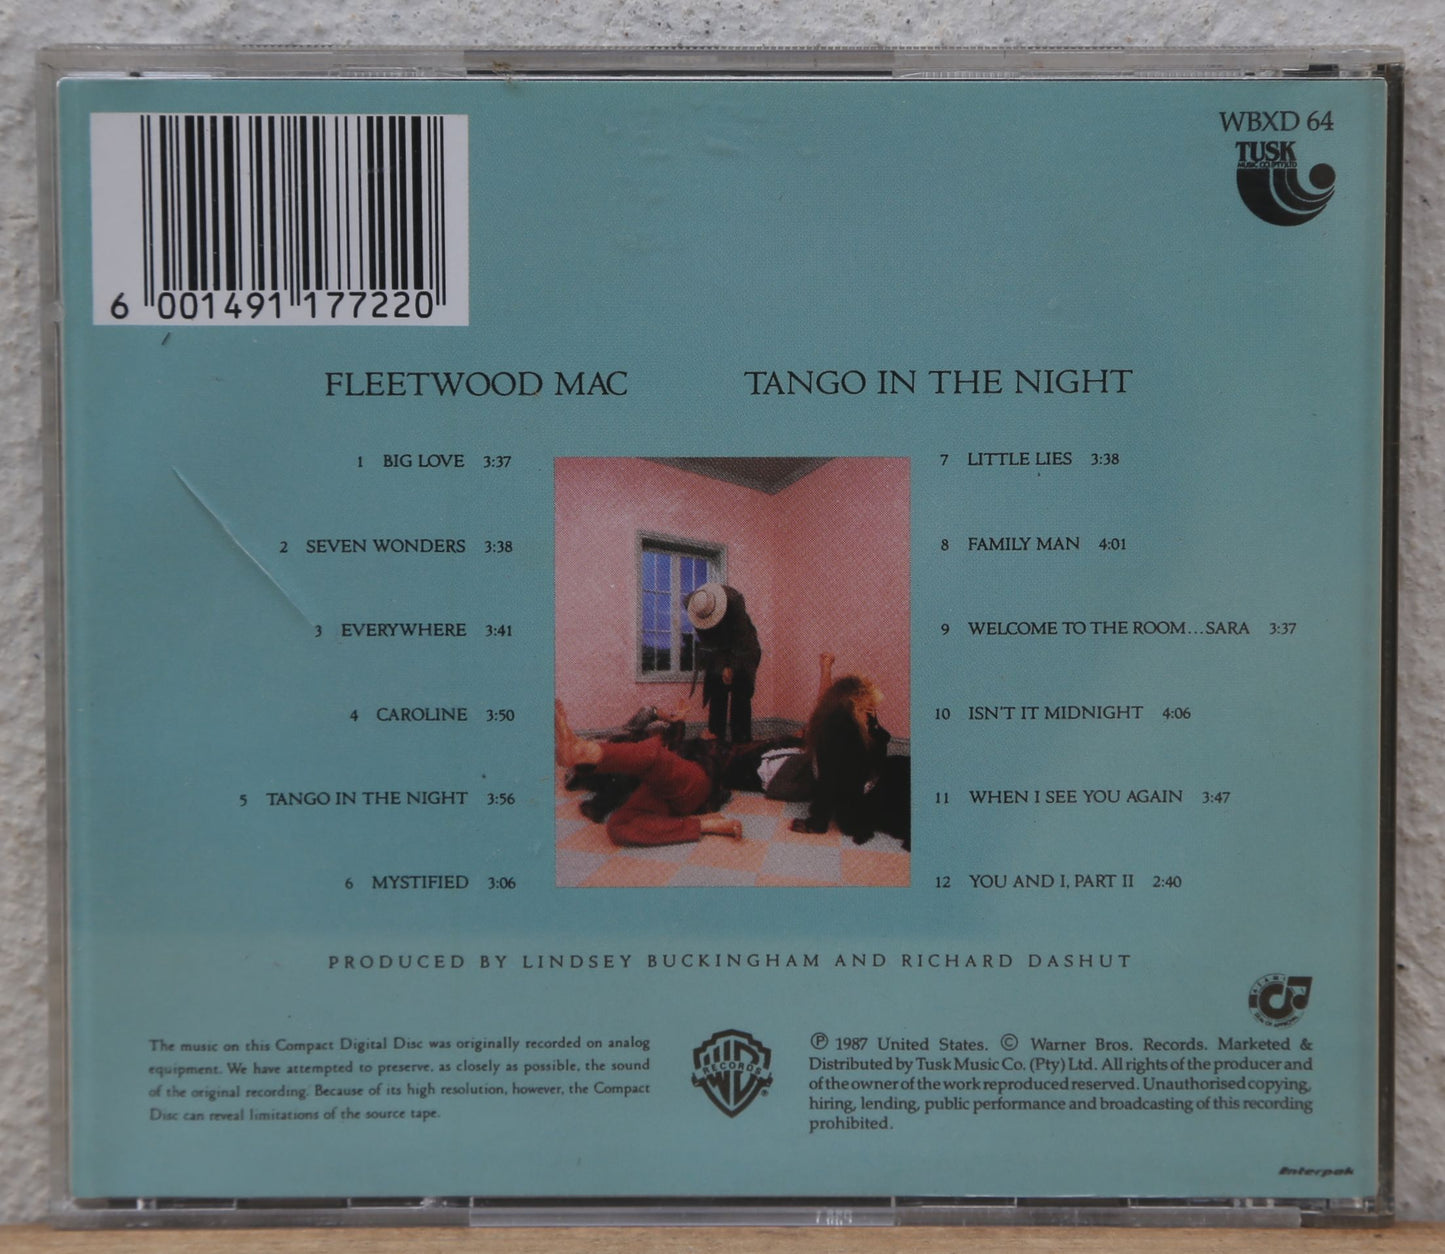 WBXD 64
TUSK
MUSIC CO (PTY) LTD
6 001491 177220
FLEETWOOD MAC
TANGO IN THE NIGHT
1 BIG LOVE 3:37
2 SEVEN WONDERS 3:38
3 EVERYWHERE 3:41
4 CAROLINE 3:50
5 TANGO IN THE NIGHT 3:56
6 MYSTIFIED 3:06
7 LITTLE LIES 3:38
8 FAMILY MAN 4:01
9 WELCOME TO THE ROOM...SARA 3:37
10 ISN'T IT MIDNIGHT 4:06
11 WHEN I SEE YOU AGAIN 3:47
12 YOU AND I, PART II 2:40
PRODUCED BY LINDSEY BUCKINGHAM AND RICHARD DASHUT
The music on this Compact Digital Disc was originally recorded on analog
equipment. We have attempted to preserve, as closely as possible, the sound
of the original recording. Because of its high resolution, however, the Compact
Disc can reveal limitations of the source tape.
RECORDS
®
SEAL OF APPROVAL
℗ 1987 United States. © Warner Bros. Records. Marketed &
Distributed by Tusk Music Co. (Pty) Ltd. All rights of the producer and
of the owner of the work reproduced reserved. Unauthorised copying,
hiring, lending, public performance and broadcasting of this recording
prohibited.
Interpak